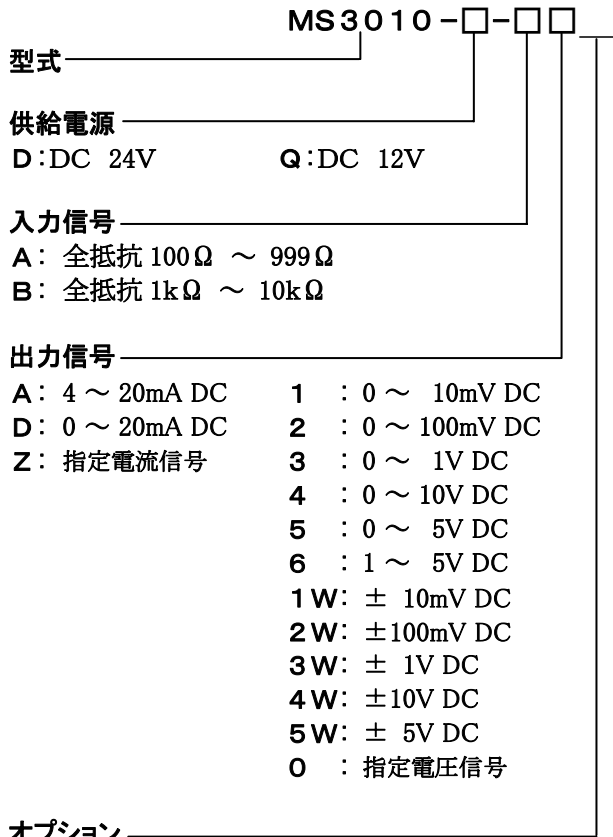 MS3010-□-□□
型式
供給電源
D:DC 24V Q:DC 12V
入力信号
A: 全抵抗 100Ω ～ 999Ω
B: 全抵抗 1kΩ ～ 10kΩ
出力信号
A: 4 ～ 20mA DC 1 : 0 ～ 10mV DC
D: 0 ～ 20mA DC 2 : 0 ～ 100mV DC
Z: 指定電流信号 3 : 0 ～ 1V DC
4 : 0 ～ 10V DC
5 : 0 ～ 5V DC
6 : 1 ～ 5V DC
1W: ± 10mV DC
2W: ±100mV DC
3W: ± 1V DC
4W: ±10V DC
5W: ± 5V DC
0 : 指定電圧信号
オプション